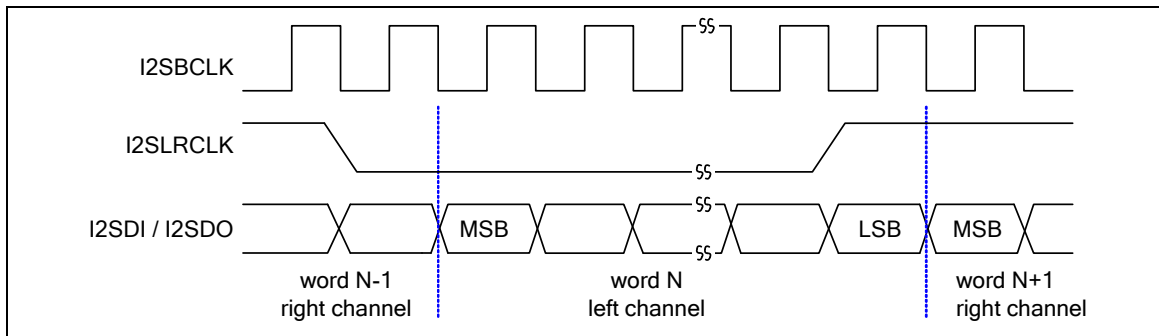 I2SBCLK
I2SLRCLK
I2SDI / I2SDO
MSB
LSB
MSB
word N-1
right channel
word N
left channel
word N+1
right channel